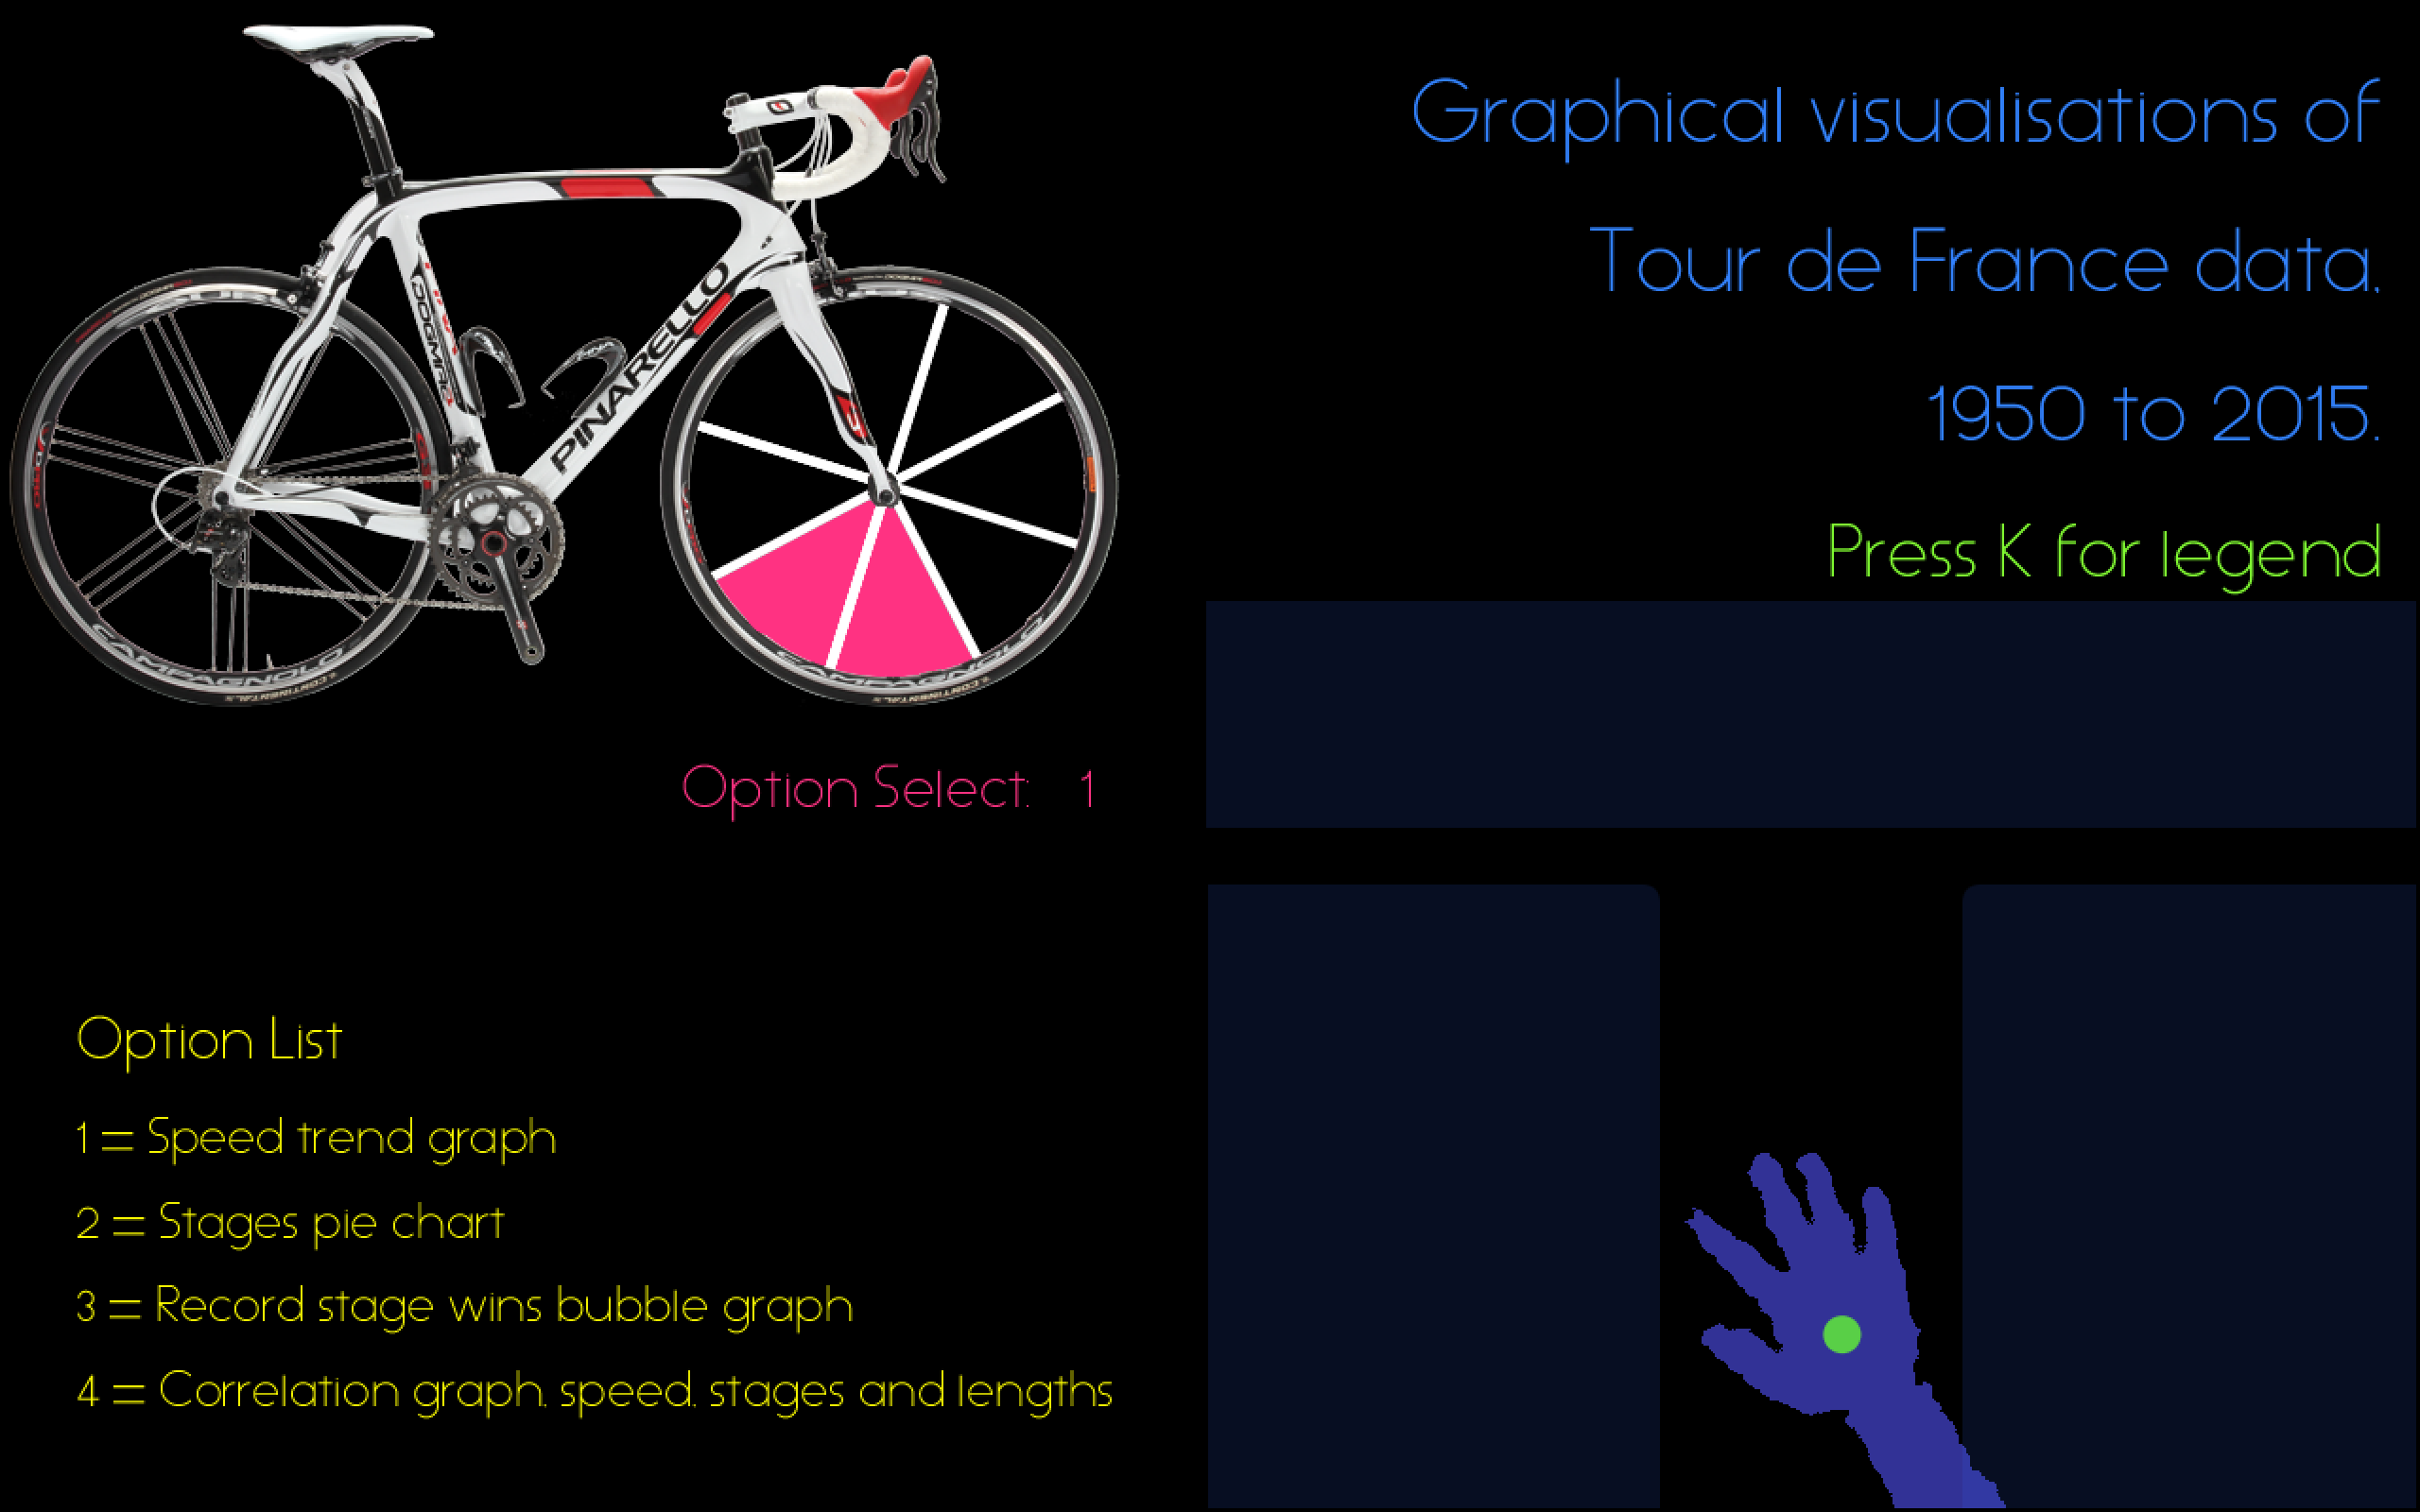 Graphical visualisations of
Tour de France data.
1950 to 2015.
Press K for legend
PINARELLO
CAMPAGNOLO
CAMPAGNOLO
Option Select: 1
Option List
1 = Speed trend graph
2 = Stages pie chart
3 = Record stage wins bubble graph
4 = Correlation graph. speed. stages and lengths